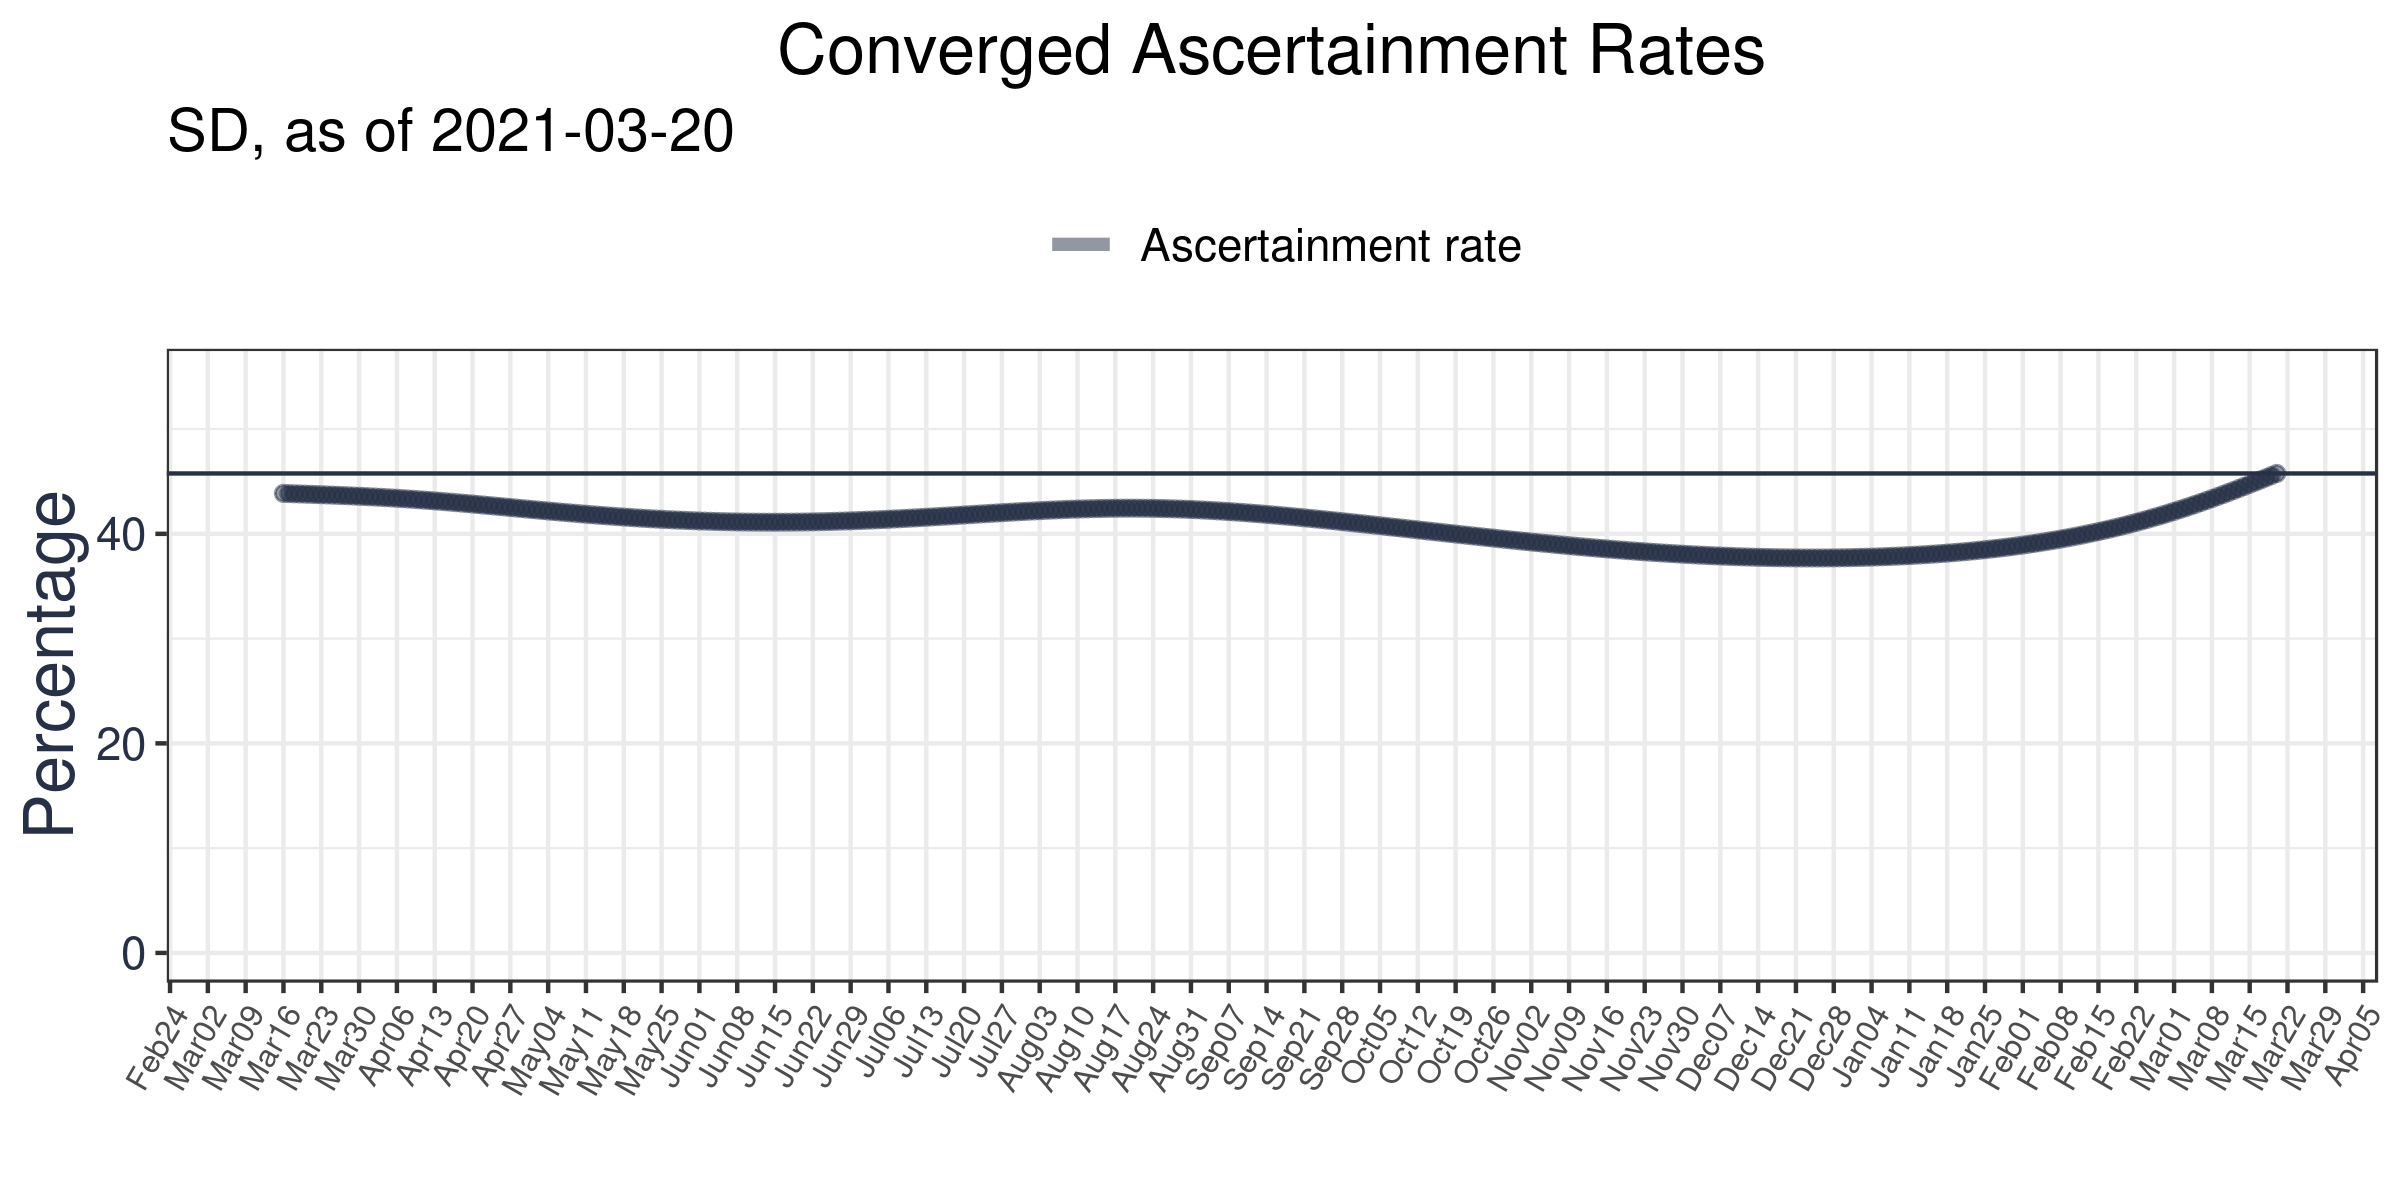 Converged Ascertainment Rates
SD, as of 2021-03-20
Ascertainment rate
Percentage
40
20
0
Feb24 Mar02 Mar09 Mar16 Mar23 Mar30 Apr06 Apr13 Apr20 Apr27 May04 May11 May18 May25 Jun01 Jun08 Jun15 Jun22 Jun29 Jul06 Jul13 Jul20 Jul27 Aug03 Aug10 Aug17 Aug24 Aug31 Sep07 Sep14 Sep21 Sep28 Oct05 Oct12 Oct19 Oct26 Nov02 Nov09 Nov16 Nov23 Nov30 Dec07 Dec14 Dec21 Dec28 Jan04 Jan11 Jan18 Jan25 Feb01 Feb08 Feb15 Feb22 Mar01 Mar08 Mar15 Mar22 Mar29 Apr05